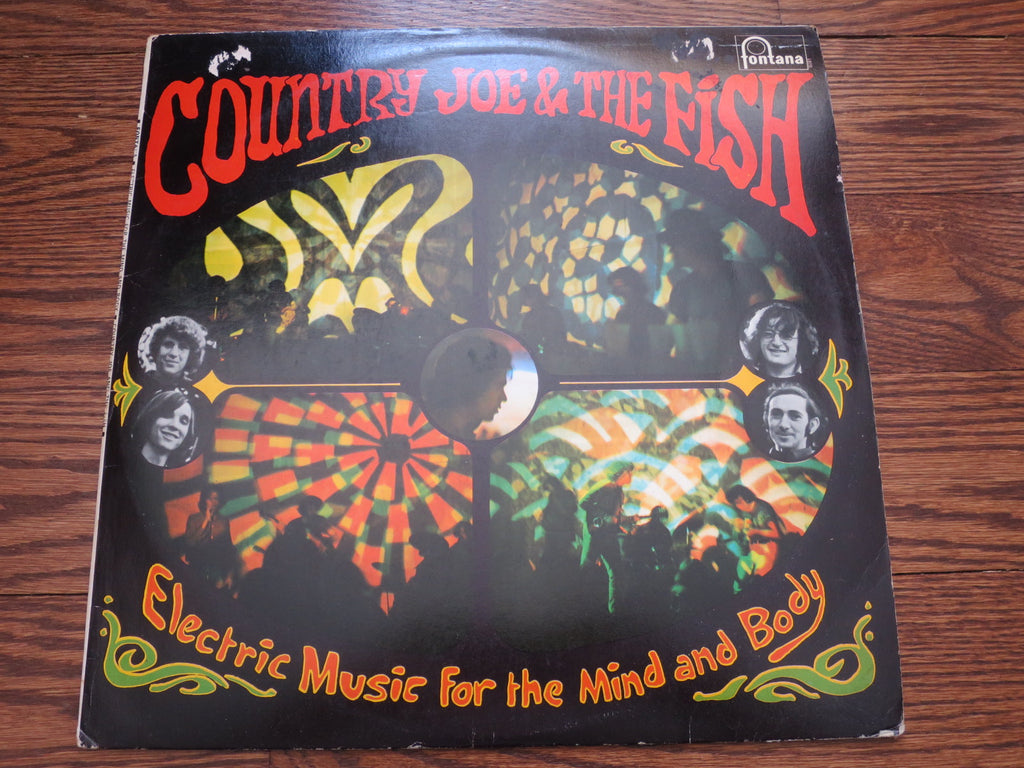 fontana
COUNTRY JOE & THE FiSH
Electric Music For the Mind and Body